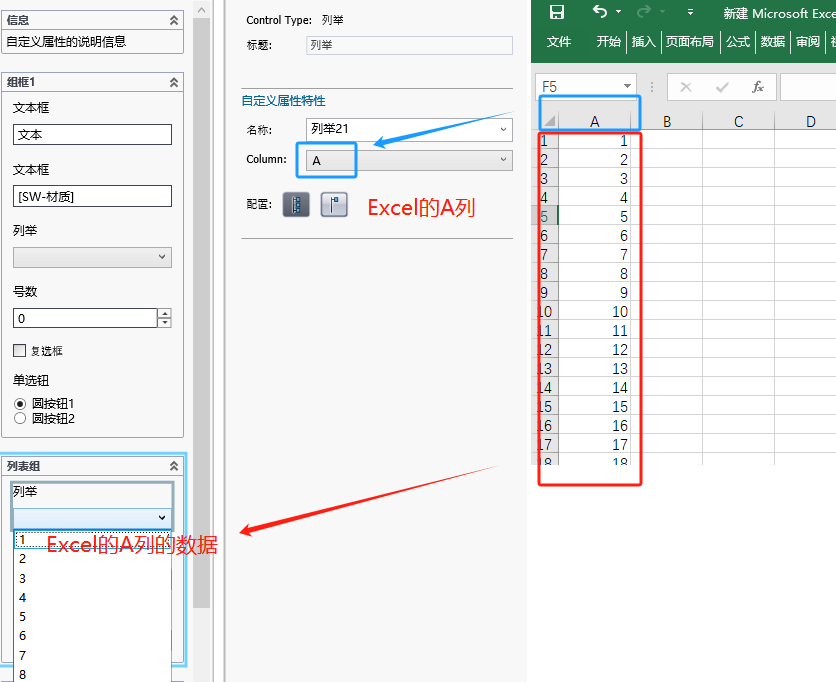 信息
自定义属性的说明信息
组框1
文本框
文本
文本框
[SW-材质]
列举
号数
0
复选框
单选钮
圆按钮1
圆按钮2
列表组
列举
1
2
3
4
5
6
7
8
Excel的A列的数据
Control Type: 列举
标题: 列举
自定义属性特性
名称: 列举21
Column: A
配置:
Excel的A列
新建 Microsoft Exce
文件 开始 插入 页面布局 公式 数据 审阅
F5 fx
A B C D
1 1
2 2
3 3
4 4
5 5
6 6
7 7
8 8
9 9
10 10
11 11
12 12
13 13
14 14
15 15
16 16
17 17
18 18